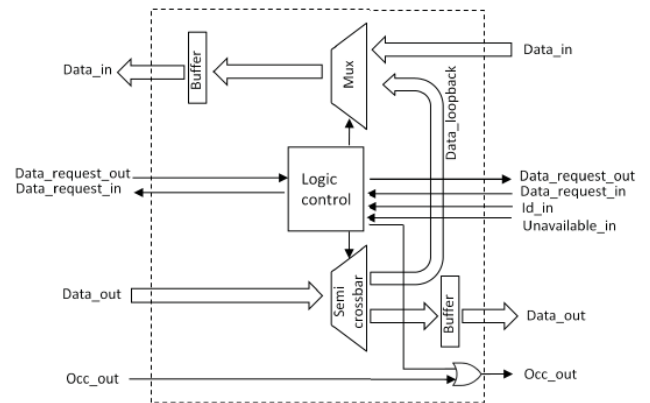 Data_in
Buffer
Mux
Data_in
Data_loopback
Data_request_out
Data_request_in
Logic
control
Data_request_out
Data_request_in
Id_in
Unavailable_in
Data_out
Semi
crossbar
Buffer
Data_out
Occ_out
Occ_out